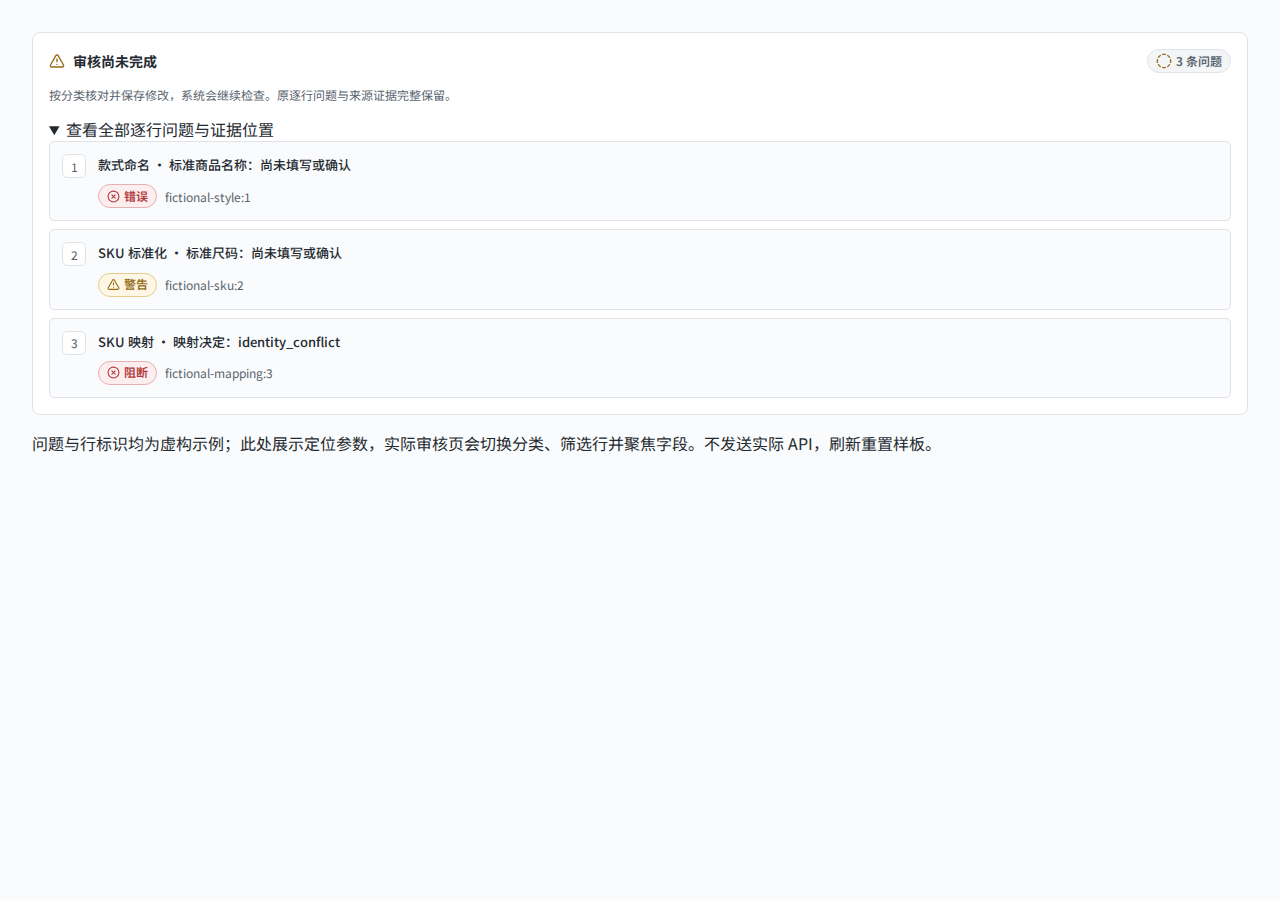 审核尚未完成
3 条问题
按分类核对并保存修改，系统会继续检查。原逐行问题与来源证据完整保留。
▼ 查看全部逐行问题与证据位置
1
款式命名 · 标准商品名称：尚未填写或确认
错误 fictional-style:1
2
SKU 标准化 · 标准尺码：尚未填写或确认
警告 fictional-sku:2
3
SKU 映射 · 映射决定：identity_conflict
阻断 fictional-mapping:3
问题与行标识均为虚构示例；此处展示定位参数，实际审核页会切换分类、筛选行并聚焦字段。不发送实际 API，刷新重置样板。